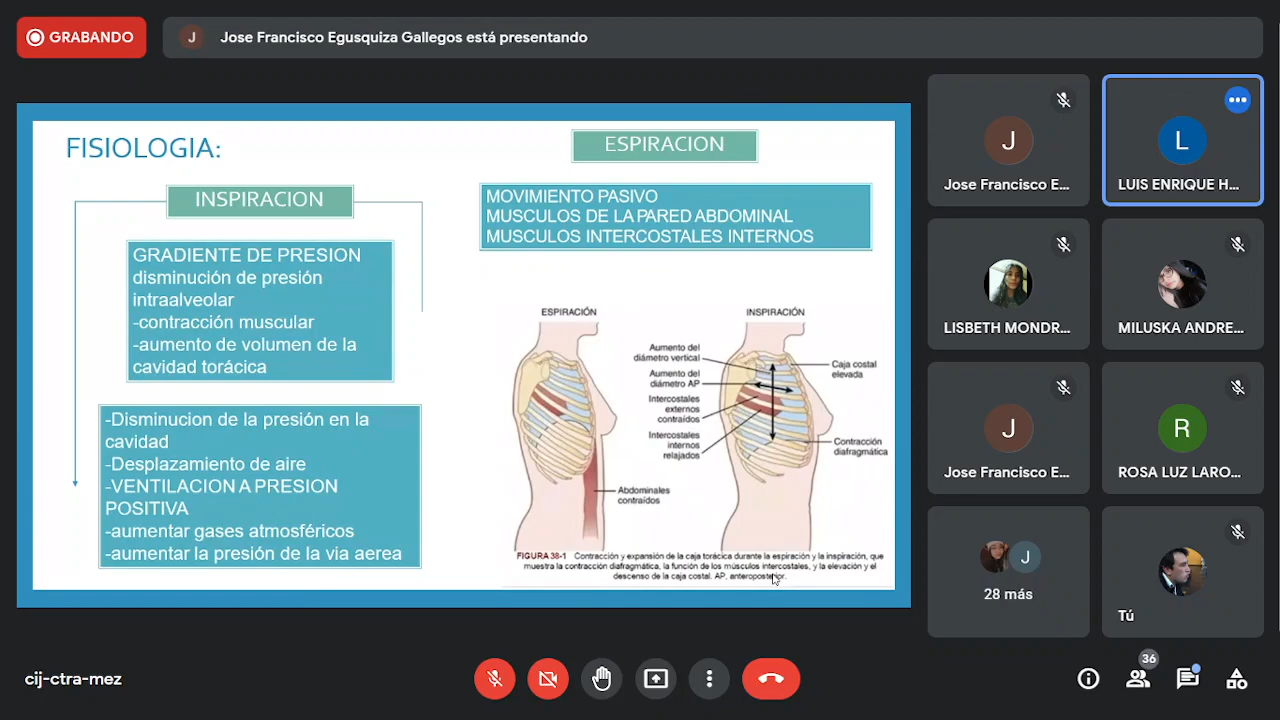 GRABANDO
J
Jose Francisco Egusquiza Gallegos está presentando
FISIOLOGIA:
INSPIRACION
GRADIENTE DE PRESION
disminución de presión
intraalveolar
-contracción muscular
-aumento de volumen de la
cavidad torácica
-Disminucion de la presión en la
cavidad
-Desplazamiento de aire
-VENTILACION A PRESION
POSITIVA
-aumentar gases atmosféricos
-aumentar la presión de la via aerea
ESPIRACION
MOVIMIENTO PASIVO
MUSCULOS DE LA PARED ABDOMINAL
MUSCULOS INTERCOSTALES INTERNOS
ESPIRACIÓN
INSPIRACIÓN
Aumento del
diámetro vertical
Aumento del
diámetro AP
Intercostales
externos
contraídos
Intercostales
internos
relajados
Caja costal
elevada
Contracción
diafragmática
Abdominales
contraídos
FIGURA 38-1 Contracción y expansión de la caja torácica durante la espiración y la inspiración, que
muestra la contracción diafragmática, la función de los músculos intercostales, y la elevación y el
descenso de la caja costal. AP, anteroposterior.
J
Jose Francisco E...
L
LUIS ENRIQUE H...
LISBETH MONDR...
MILUSKA ANDRE...
J
Jose Francisco E...
R
ROSA LUZ LARO...
J
28 más
Tú
cij-ctra-mez
36